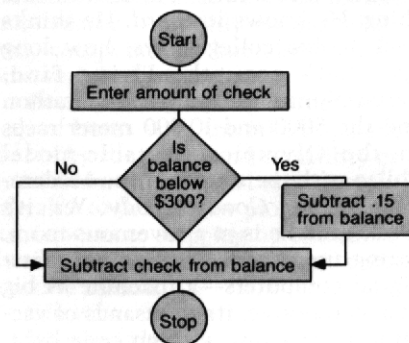 Start
Enter amount of check
Is
balance
below
$300?
No
Yes
Subtract .15
from balance
Subtract check from balance
Stop